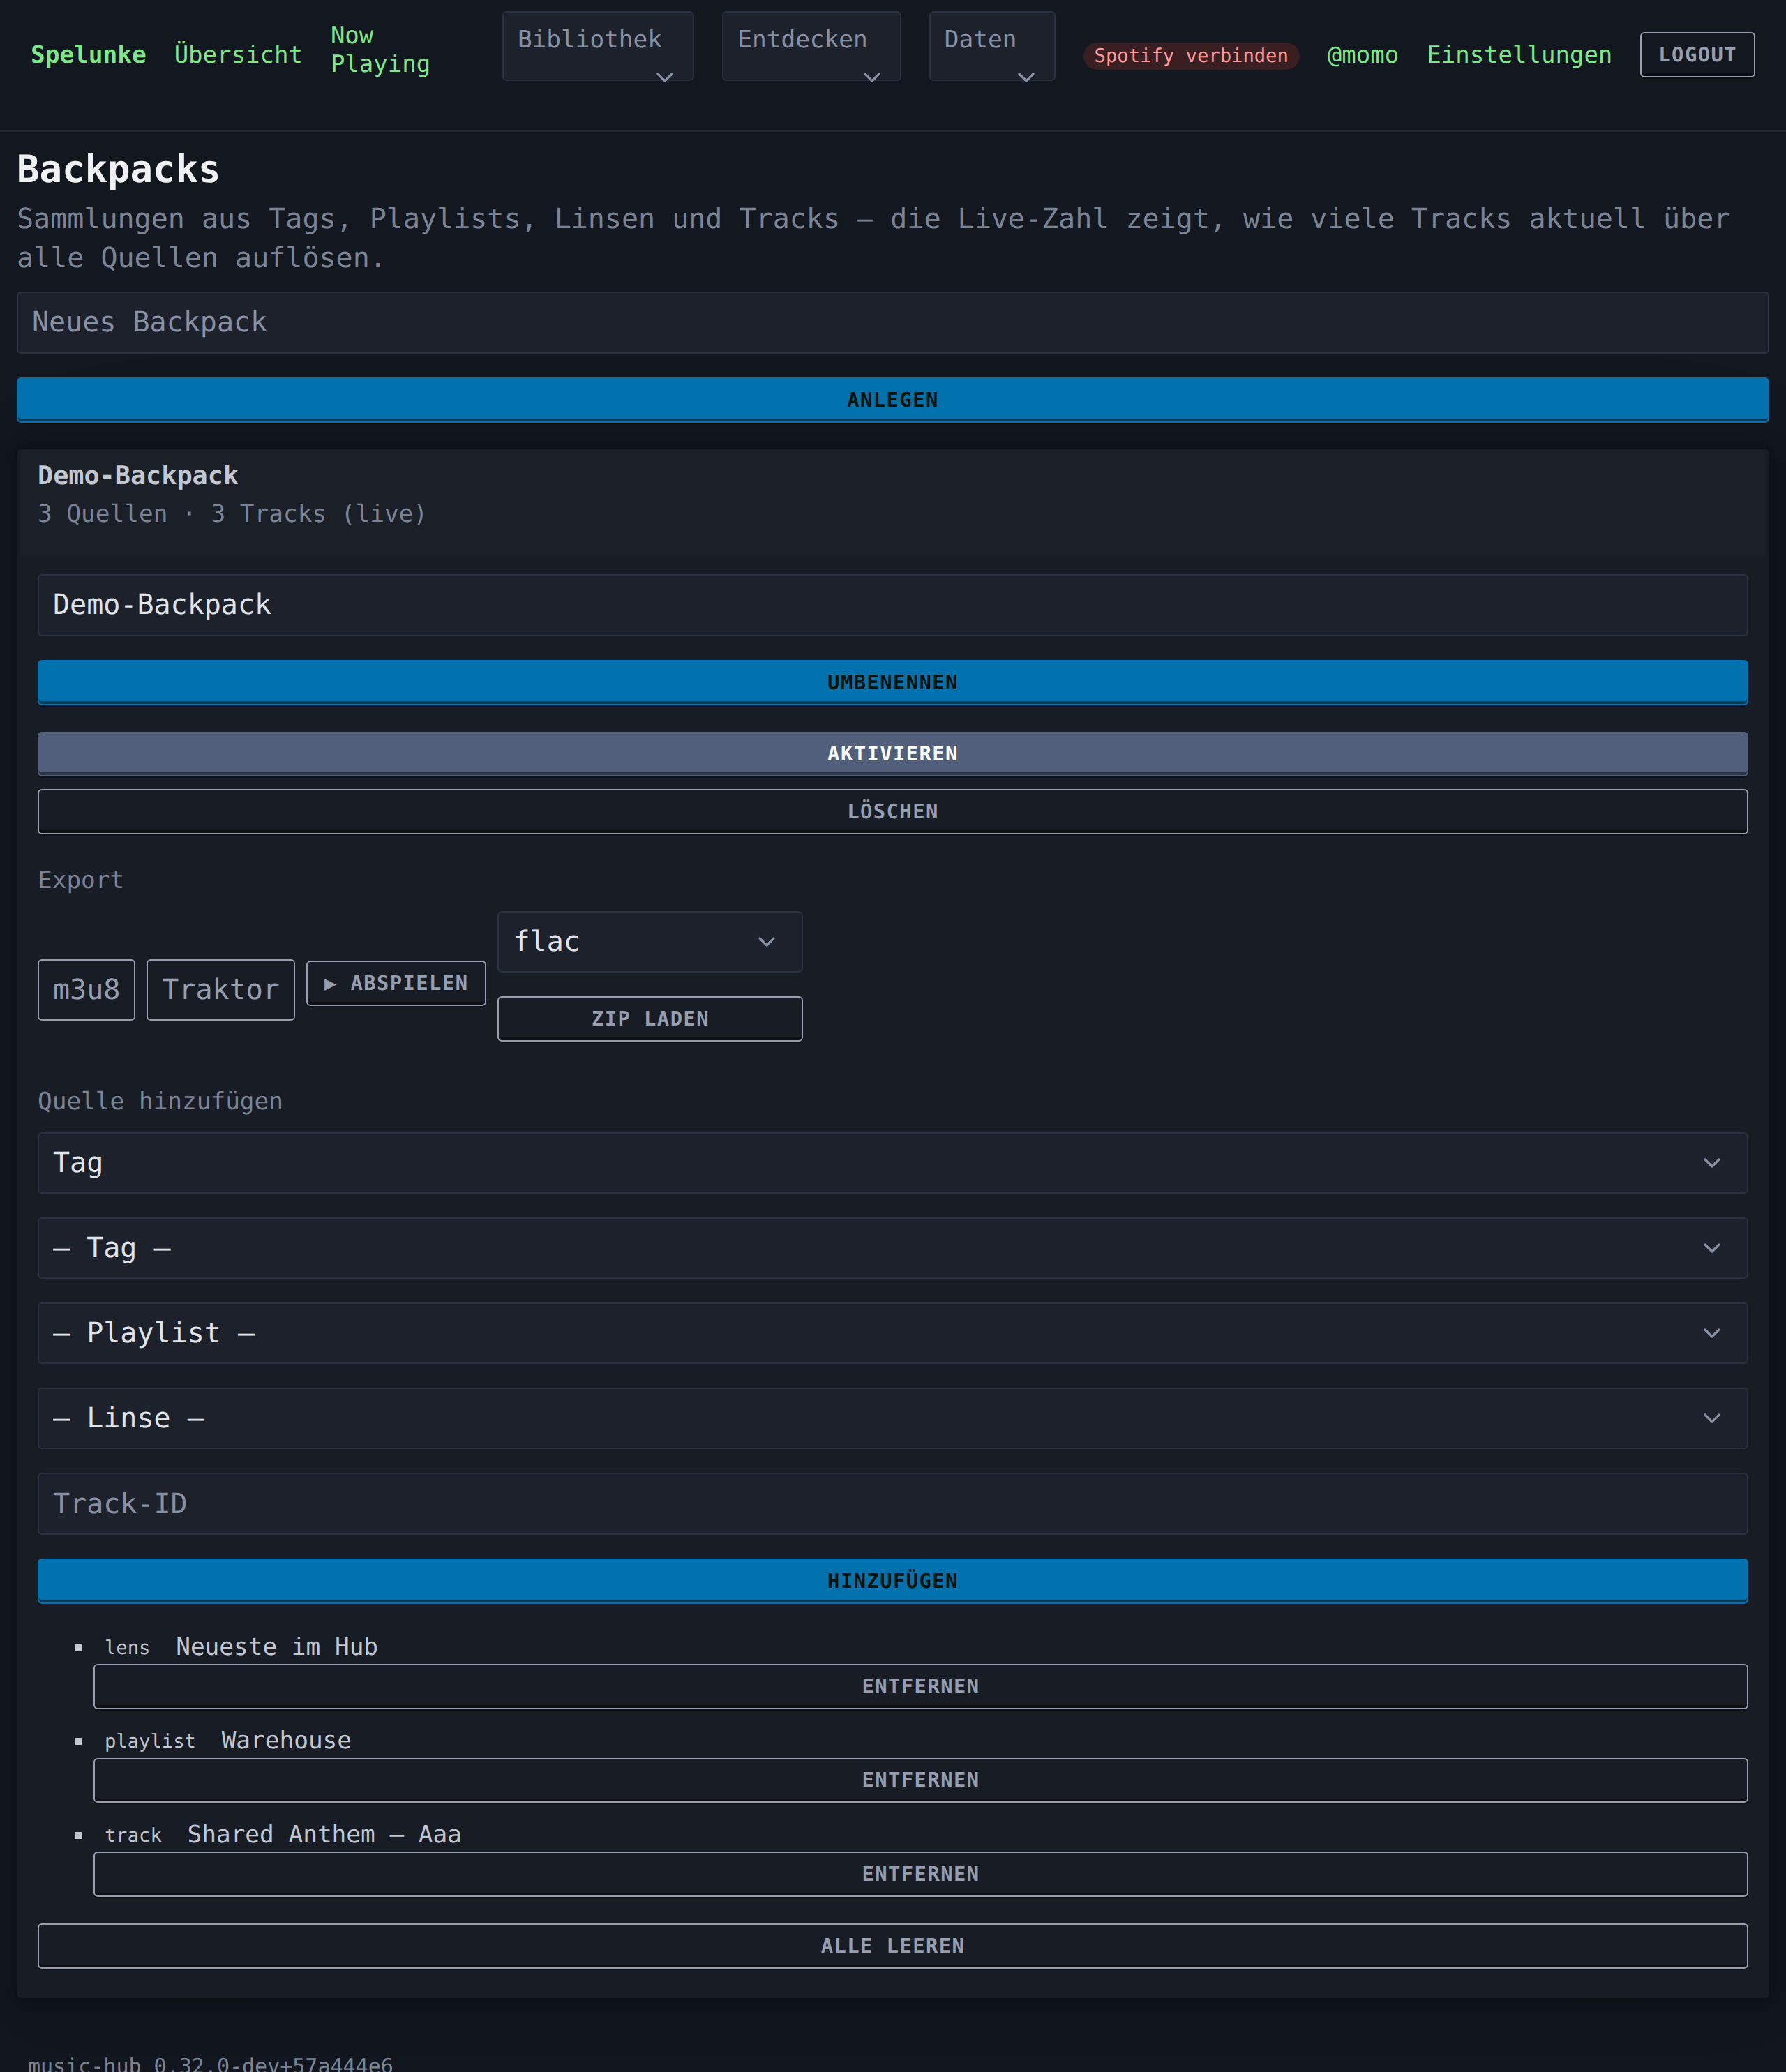 Spelunke
Übersicht
Now
Playing
Bibliothek
Entdecken
Daten
Spotify verbinden
@momo
Einstellungen
LOGOUT
Backpacks
Sammlungen aus Tags, Playlists, Linsen und Tracks – die Live-Zahl zeigt, wie viele Tracks aktuell über
alle Quellen auflösen.
Neues Backpack
ANLEGEN
Demo-Backpack
3 Quellen · 3 Tracks (live)
Demo-Backpack
UMBENENNEN
AKTIVIEREN
LÖSCHEN
Export
flac
m3u8
Traktor
▶ ABSPIELEN
ZIP LADEN
Quelle hinzufügen
Tag
– Tag –
– Playlist –
– Linse –
Track-ID
HINZUFÜGEN
lens Neueste im Hub
ENTFERNEN
playlist Warehouse
ENTFERNEN
track Shared Anthem – Aaa
ENTFERNEN
ALLE LEEREN
music-hub 0.32.0-dev+57a444e6